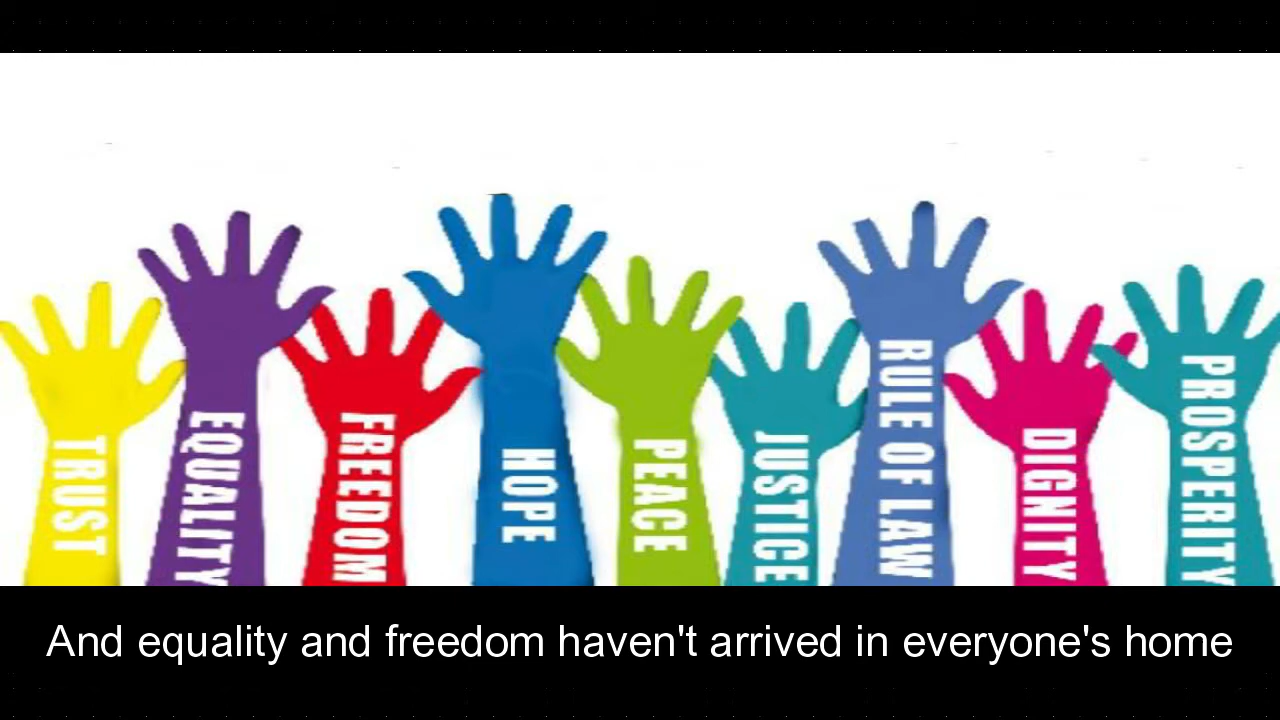 TRUST
EQUALITY
FREEDOM
HOPE
PEACE
JUSTICE
RULE OF LAW
DIGNITY
PROSPERITY
And equality and freedom haven't arrived in everyone's home